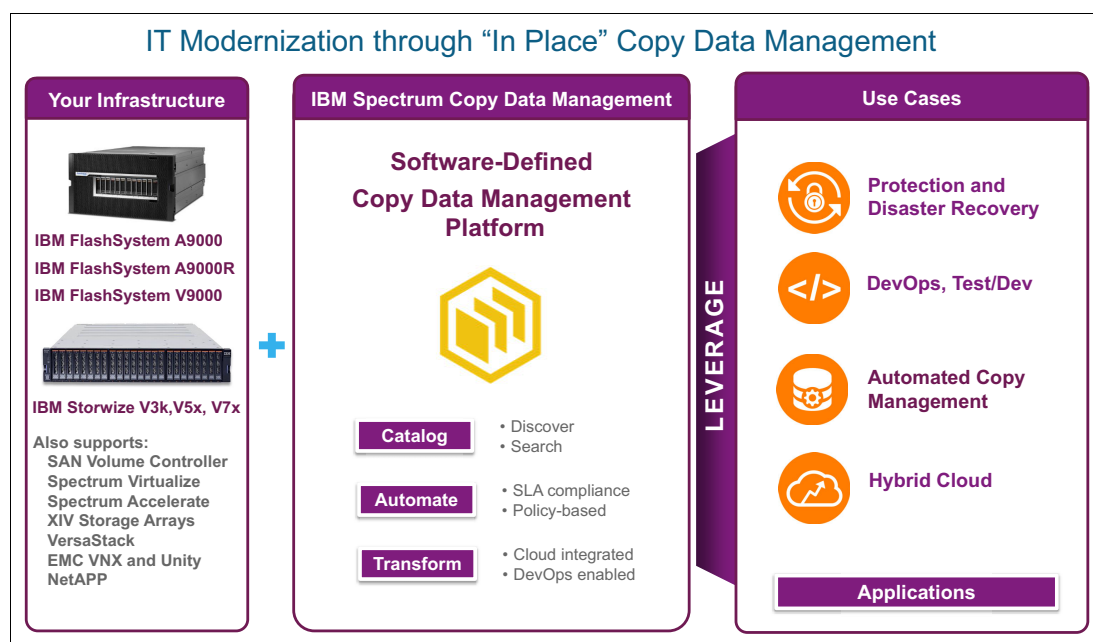 IT Modernization through “In Place” Copy Data Management
Your Infrastructure
IBM FlashSystem A9000
IBM FlashSystem A9000R
IBM FlashSystem V9000
IBM Storwize V3k,V5x, V7x
Also supports:
SAN Volume Controller
Spectrum Virtualize
Spectrum Accelerate
XIV Storage Arrays
VersaStack
EMC VNX and Unity
NetAPP
IBM Spectrum Copy Data Management
Software-Defined
Copy Data Management
Platform
Catalog
• Discover
• Search
Automate
• SLA compliance
• Policy-based
Transform
• Cloud integrated
• DevOps enabled
LEVERAGE
Use Cases
Protection and
Disaster Recovery
</>
DevOps, Test/Dev
Automated Copy
Management
Hybrid Cloud
Applications